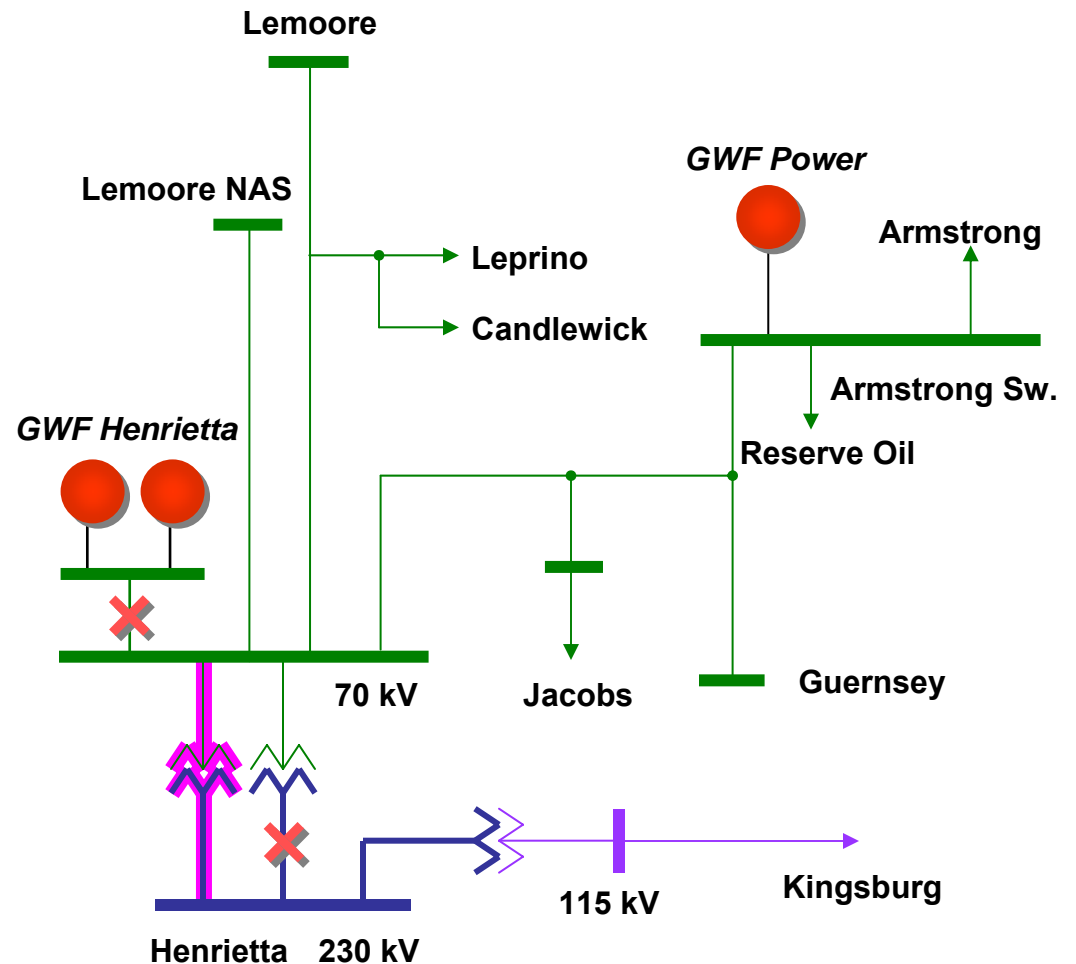 Lemoore
GWF Power
Lemoore NAS
Armstrong
Leprino
Candlewick
Armstrong Sw.
GWF Henrietta
Reserve Oil
70 kV
Jacobs
Guernsey
115 kV
Kingsburg
Henrietta 230 kV